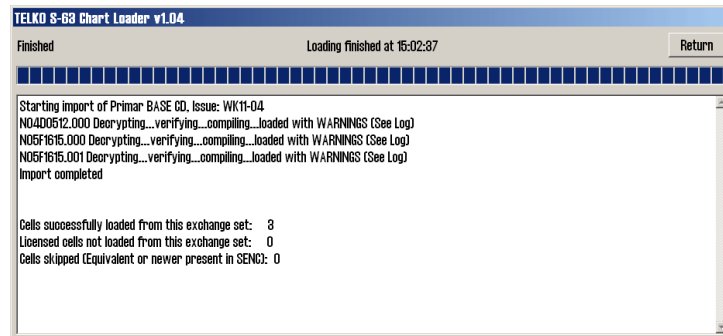 TELKO S-63 Chart Loader v1.04
Finished
Loading finished at 15:02:37
Return
Starting import of Primar BASE CD, Issue: WK11-04
NO4D0512.000 Decrypting...verifying...compiling...loaded with WARNINGS (See Log)
NO5F1615.000 Decrypting...verifying...compiling...loaded with WARNINGS (See Log)
NO5F1615.001 Decrypting...verifying...compiling...loaded with WARNINGS (See Log)
Import completed
Cells successfully loaded from this exchange set: 3
Licensed cells not loaded from this exchange set: 0
Cells skipped (Equivalent or newer present in SENC): 0